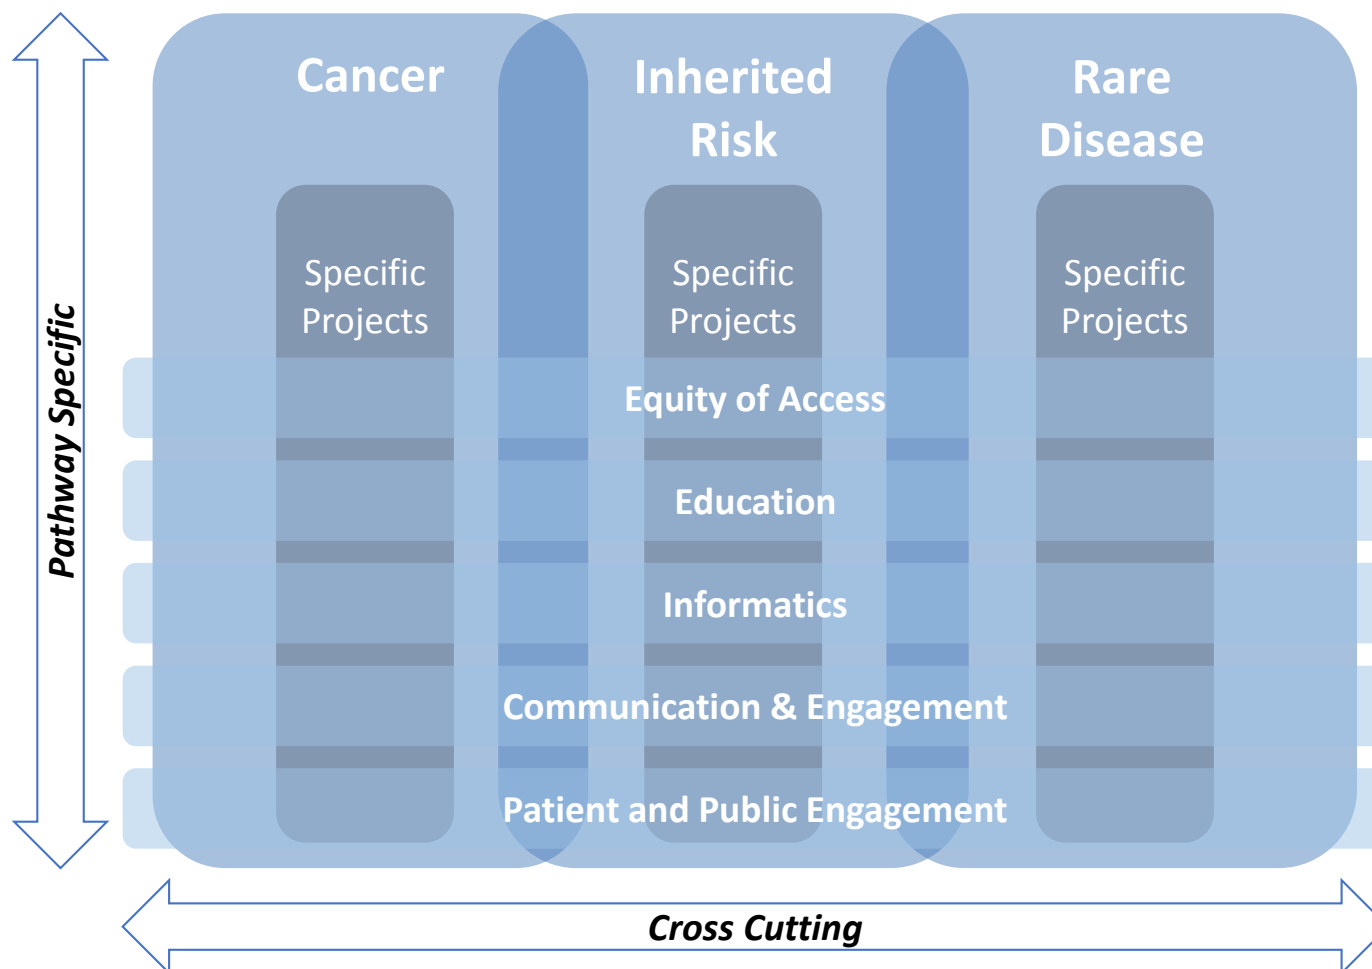 Cancer
Inherited
Risk
Rare
Disease
Specific
Projects
Specific
Projects
Specific
Projects
Pathway Specific
Equity of Access
Education
Informatics
Communication & Engagement
Patient and Public Engagement
Cross Cutting